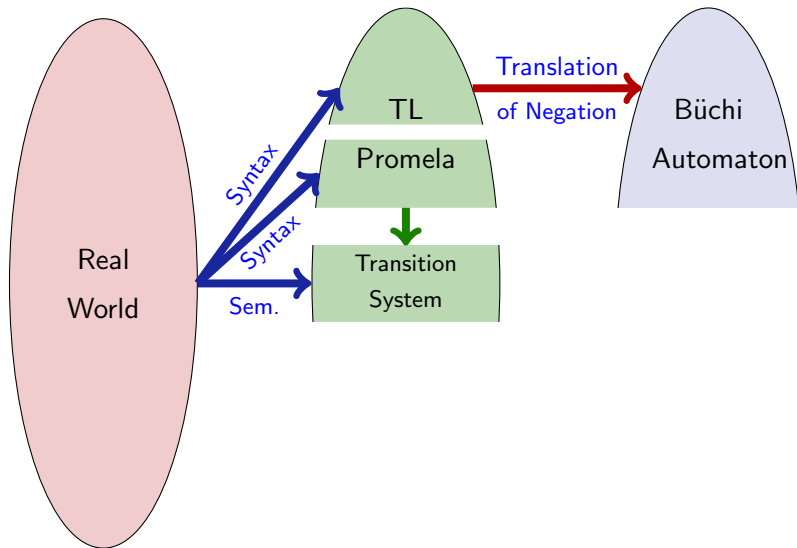 Real
World
Syntax
Syntax
Sem.
TL
Promela
Transition
System
Translation
of Negation
Büchi
Automaton